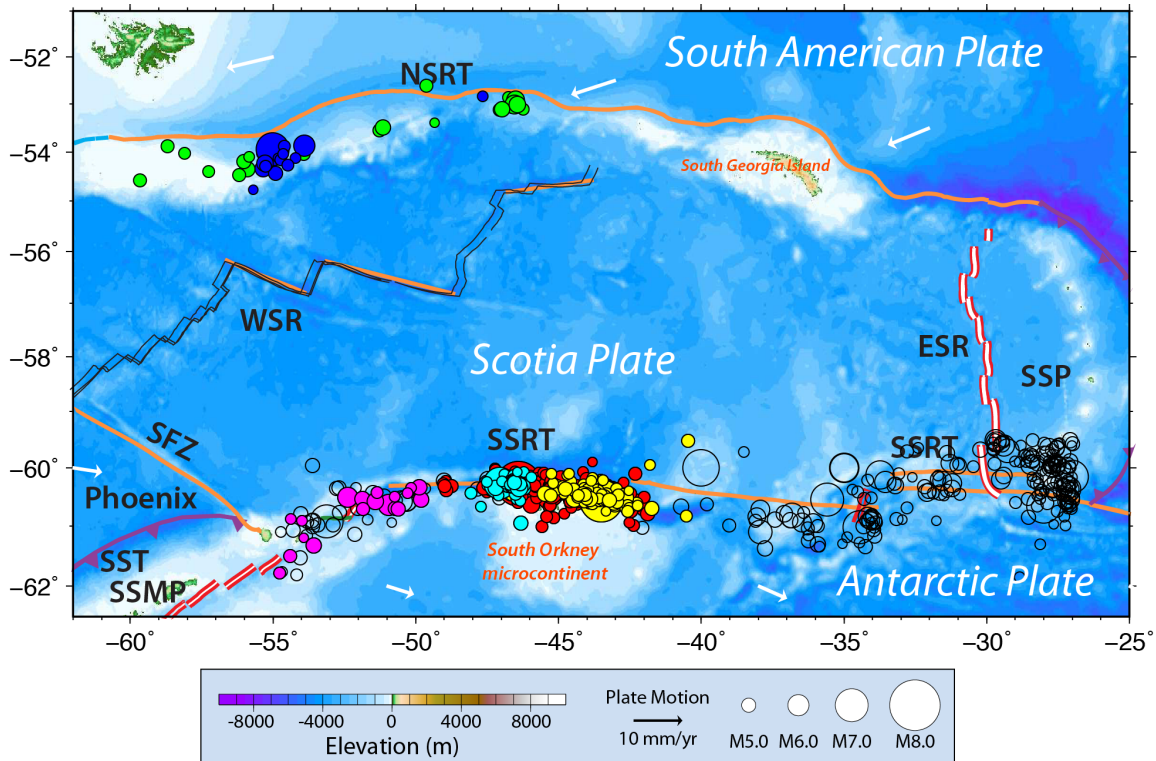 South American Plate
NSRT
South Georgia Island
WSR
Scotia Plate
ESR
SSP
SFZ
SSRT
SSRT
Phoenix
SST
SSMP
South Orkney
microcontinent
Antarctic Plate
−52˚
−54˚
−56˚
−58˚
−60˚
−62˚
−60˚ −55˚ −50˚ −45˚ −40˚ −35˚ −30˚ −25˚
-8000 -4000 0 4000 8000
Elevation (m)
Plate Motion
10 mm/yr
M5.0 M6.0 M7.0 M8.0